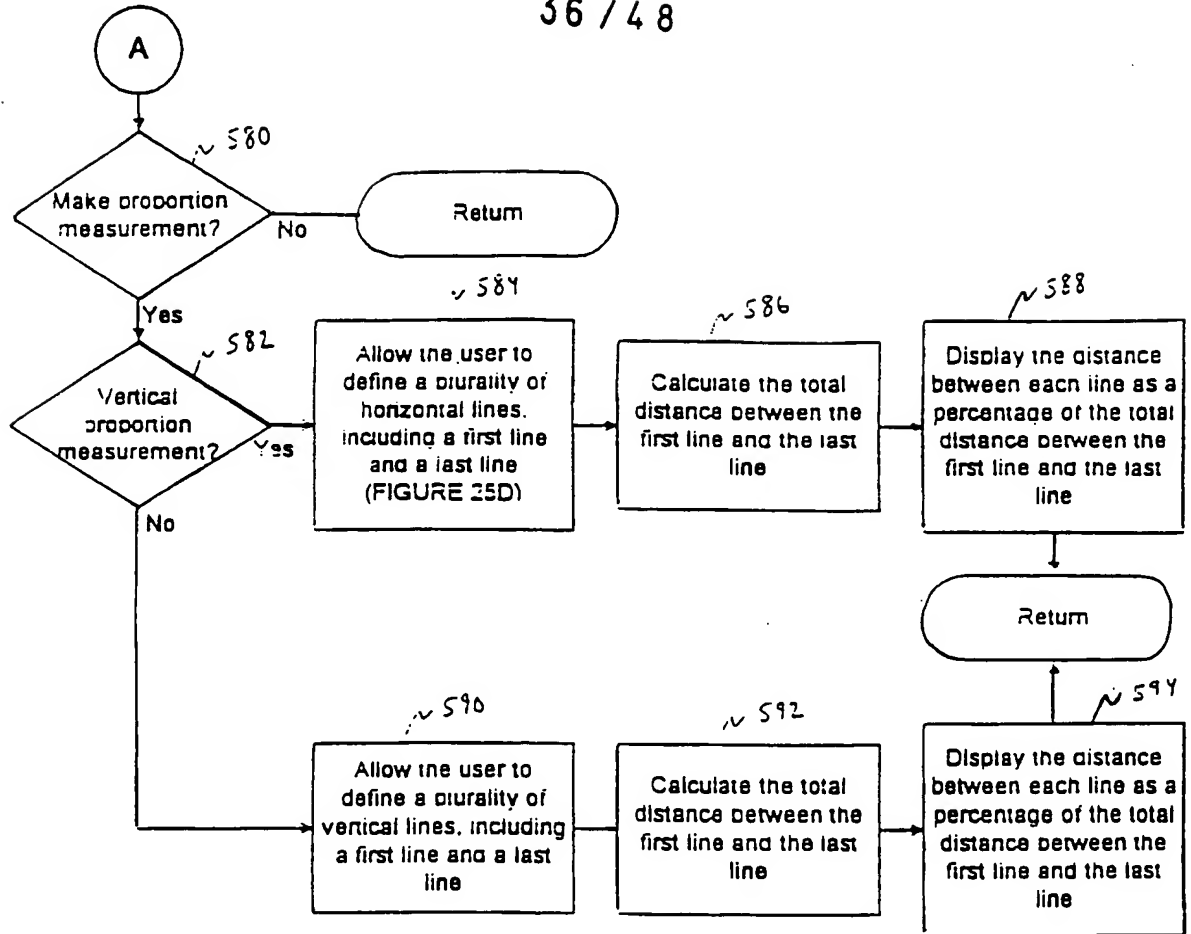 36/48
A
580
Make proportion
measurement?
No
Return
Yes
582
Vertical
proportion
measurement?
Yes
584
Allow the user to
define a plurality of
horizontal lines,
including a first line
and a last line
(FIGURE 25D)
586
Calculate the total
distance between the
first line and the last
line
588
Display the distance
between each line as a
percentage of the total
distance between the
first line and the last
line
No
Return
590
Allow the user to
define a plurality of
vertical lines, including
a first line and a last
line
592
Calculate the total
distance between the
first line and the last
line
594
Display the distance
between each line as a
percentage of the total
distance between the
first line and the last
line